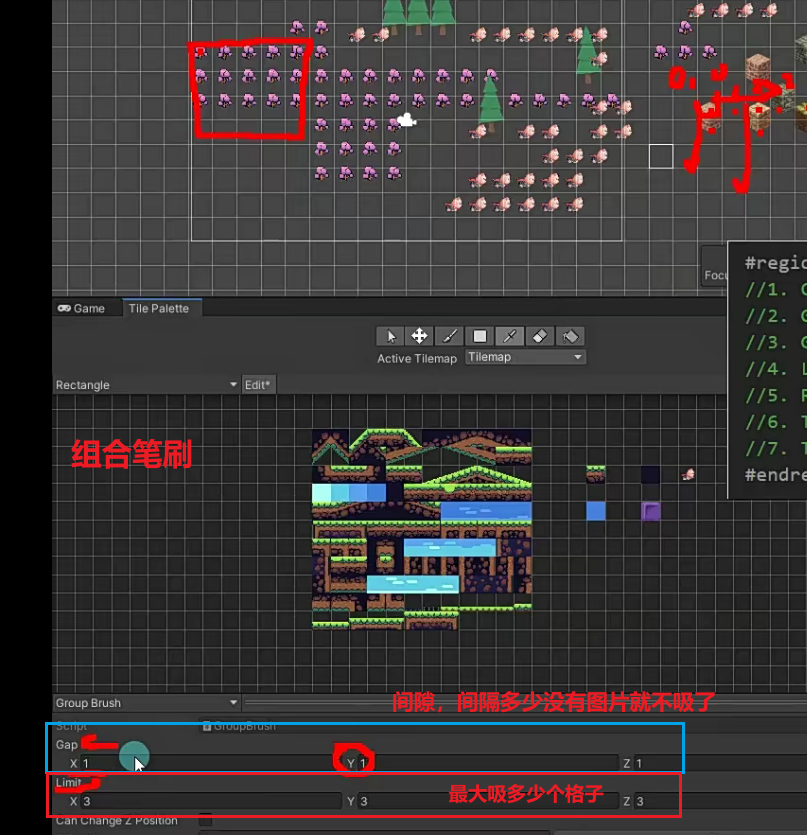 0,3
Focu
#regio
//1. C
//2. G
//3. G
//4. L
//5. R
//6. T
//7. T
#endre
Game
Tile Palette
Active Tilemap
Tilemap
Rectangle
Edit*
组合笔刷
Group Brush
间隙，间隔多少没有图片就不吸了
Script
GroupBrush
Gap
X 1
Y 1
Z 1
Limit
最大吸多少个格子
X 3
Y 3
Z 3
Can Change Z Position